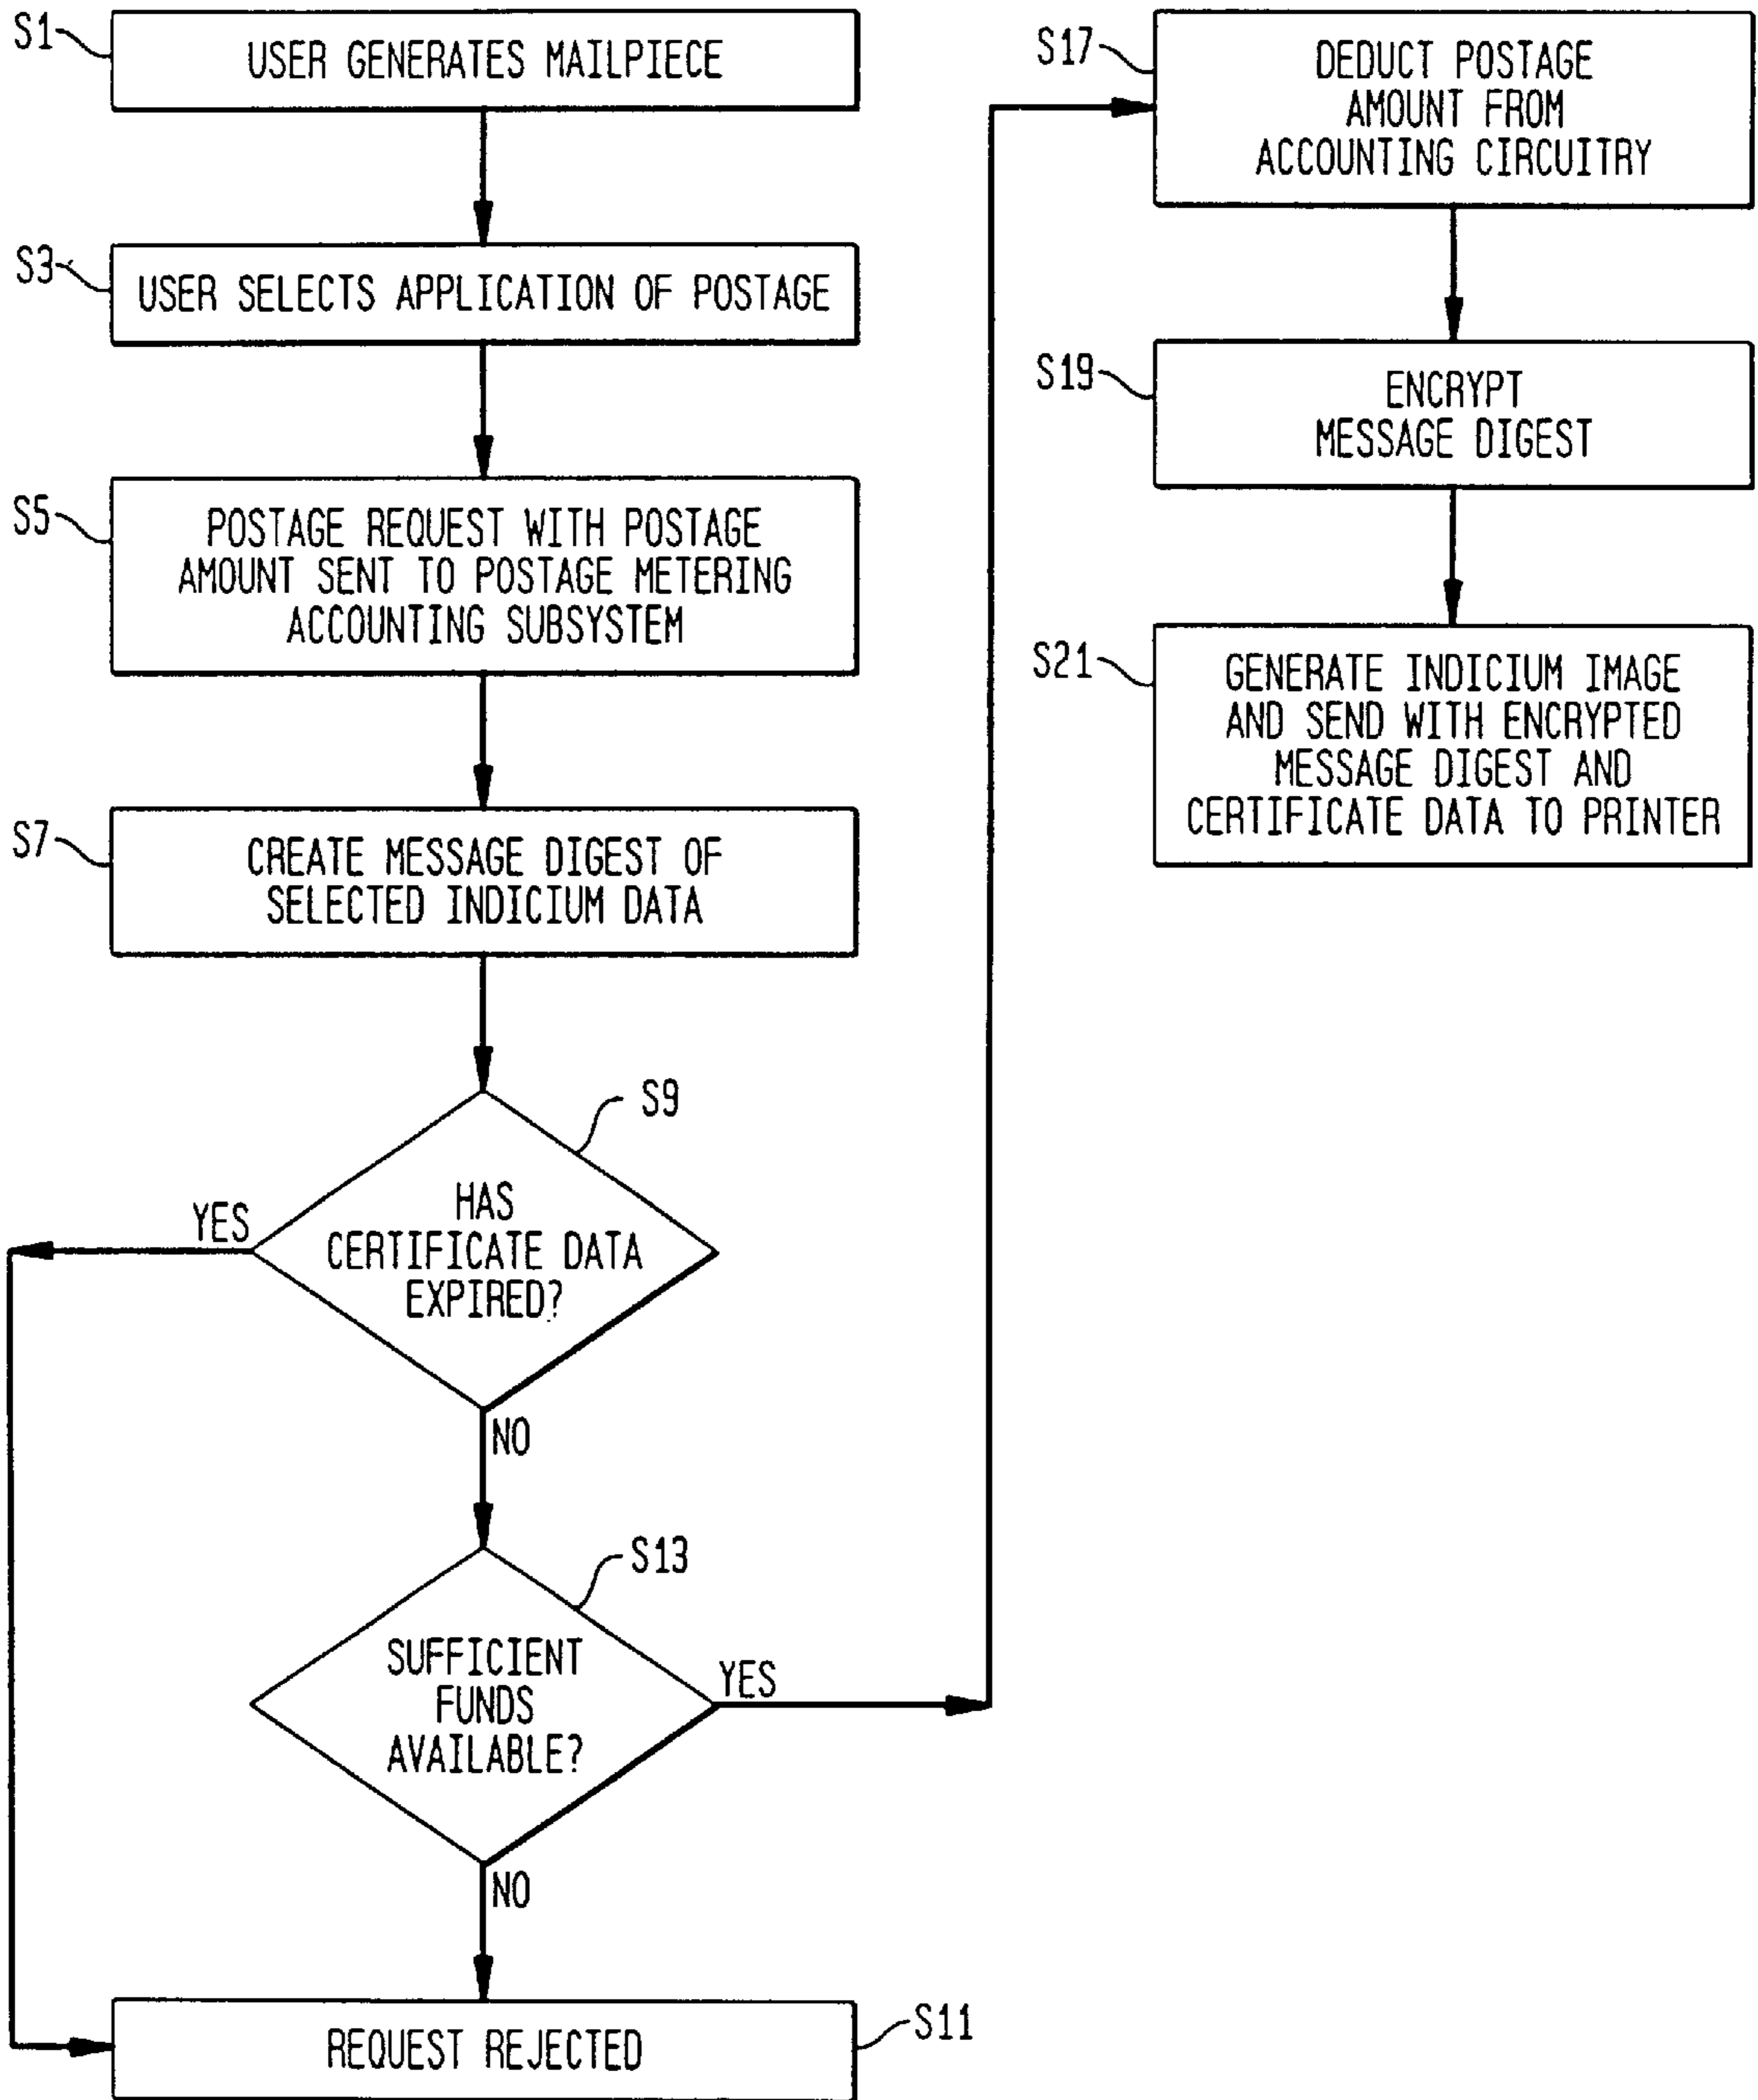 S1
USER GENERATES MAILPIECE
S3
USER SELECTS APPLICATION OF POSTAGE
S5
POSTAGE REQUEST WITH POSTAGE
AMOUNT SENT TO POSTAGE METERING
ACCOUNTING SUBSYSTEM
S7
CREATE MESSAGE DIGEST OF
SELECTED INDICIUM DATA
S9
HAS
CERTIFICATE DATA
EXPIRED?
YES
NO
S13
SUFFICIENT
FUNDS
AVAILABLE?
YES
NO
REQUEST REJECTED
S11
S17
DEDUCT POSTAGE
AMOUNT FROM
ACCOUNTING CIRCUITRY
S19
ENCRYPT
MESSAGE DIGEST
S21
GENERATE INDICIUM IMAGE
AND SEND WITH ENCRYPTED
MESSAGE DIGEST AND
CERTIFICATE DATA TO PRINTER